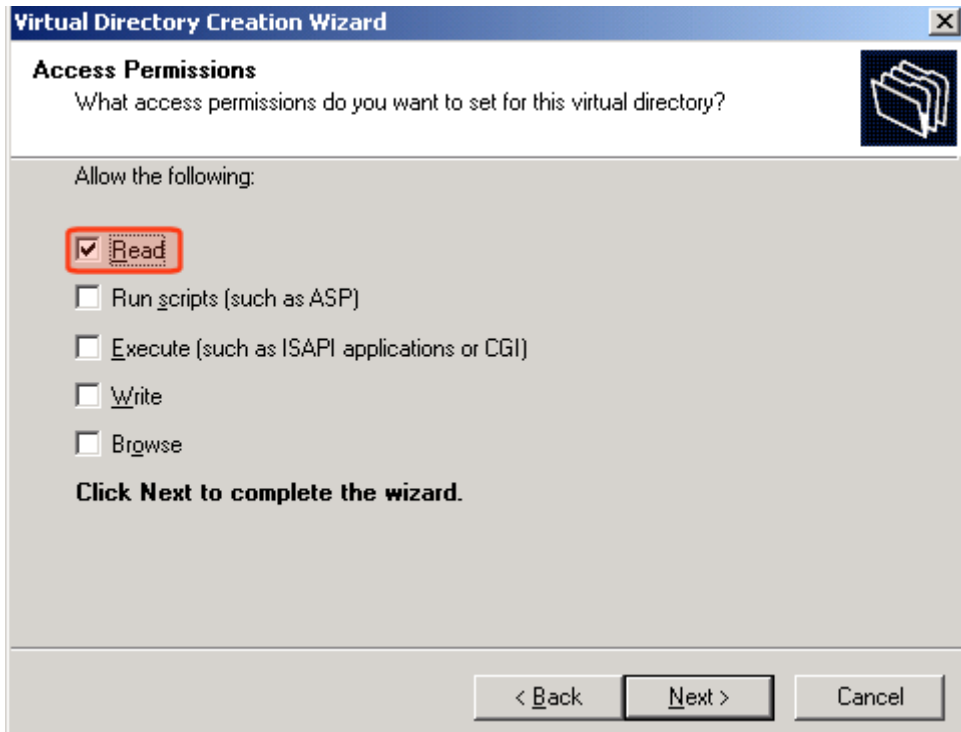 Virtual Directory Creation Wizard
Access Permissions
What access permissions do you want to set for this virtual directory?
Allow the following:
Read
Run scripts (such as ASP)
Execute (such as ISAPI applications or CGI)
Write
Browse
Click Next to complete the wizard.
< Back Next > Cancel